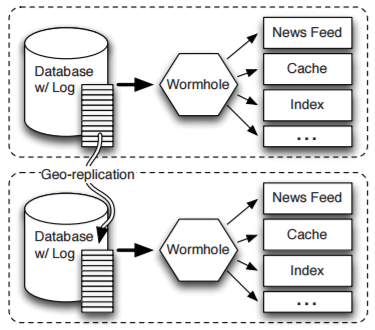 Database
w/ Log
Wormhole
News Feed
Cache
Index
...
Geo-replication
Database
w/ Log
Wormhole
News Feed
Cache
Index
...